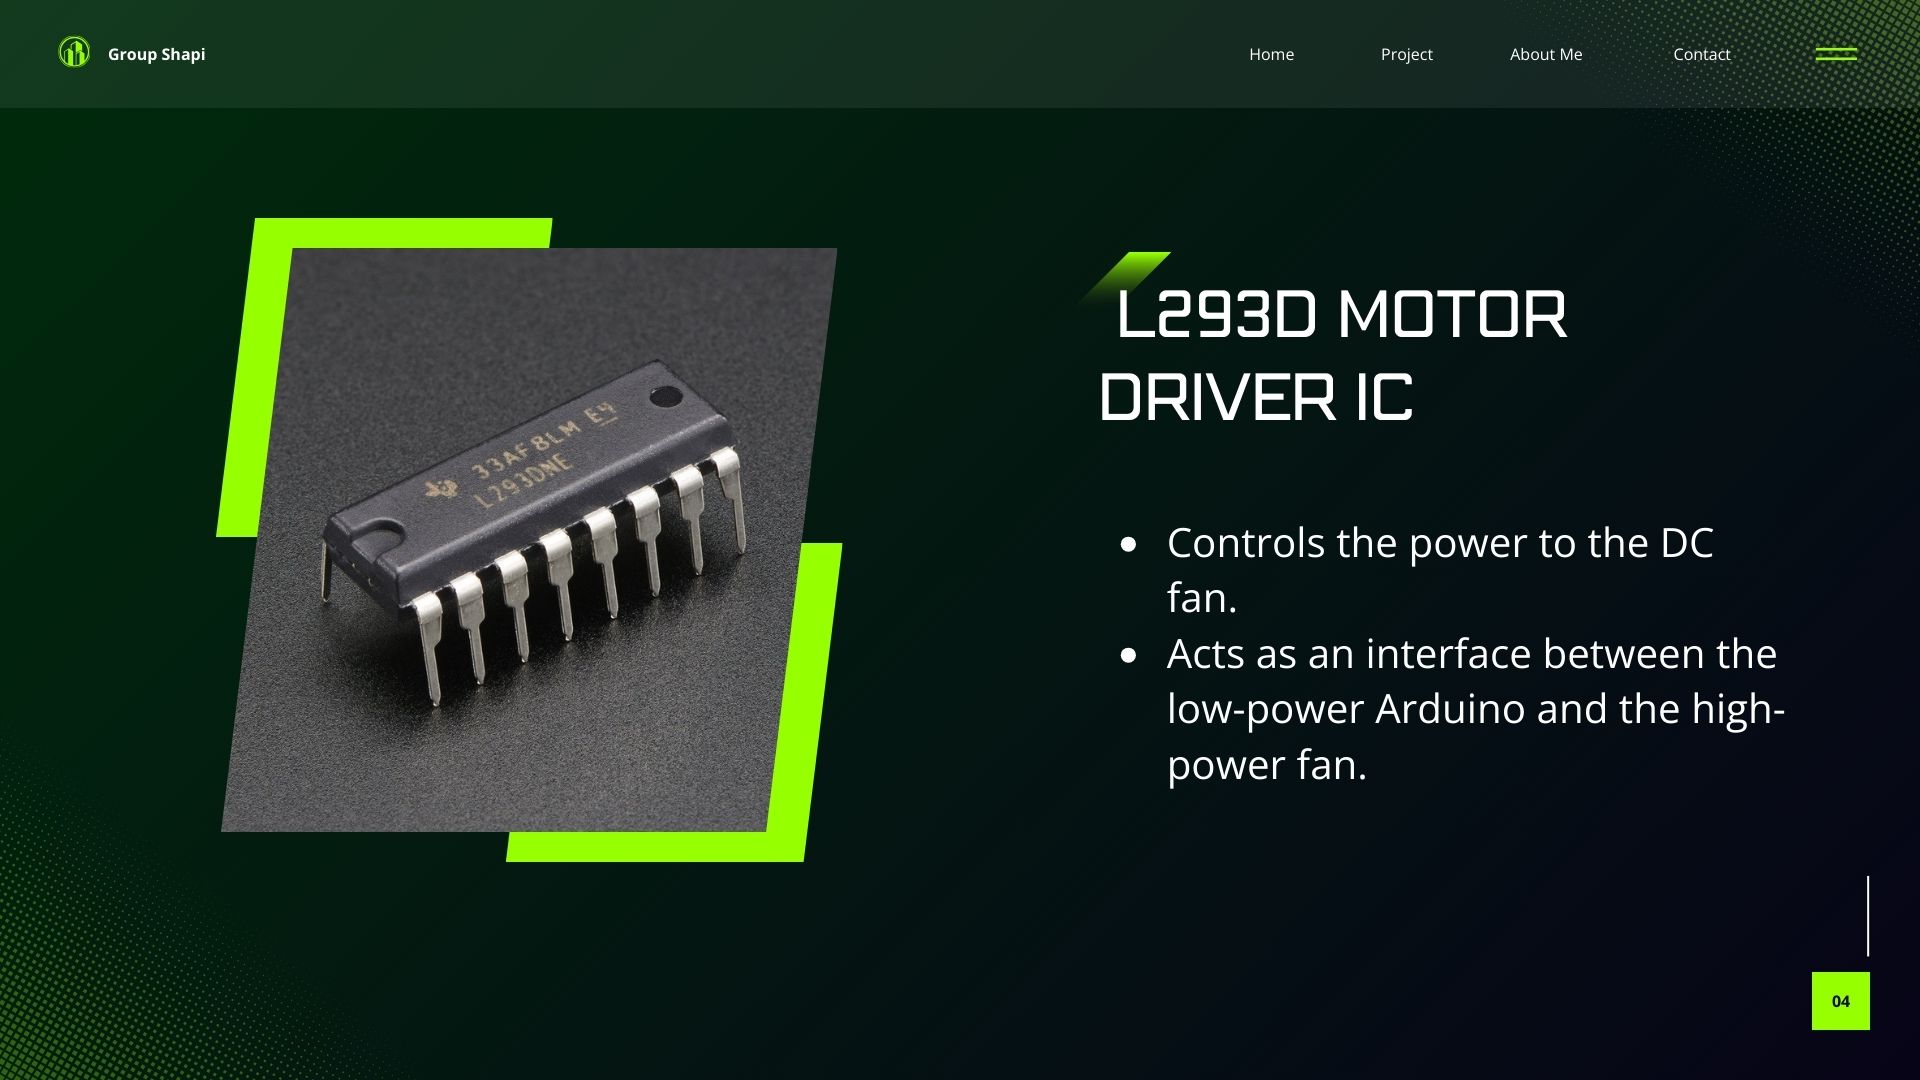 Group Shapi
Home
Project
About Me
Contact
33AF8LM E4
L293DNE
L293D MOTOR
DRIVER IC
• Controls the power to the DC
fan.
• Acts as an interface between the
low-power Arduino and the high-
power fan.
04